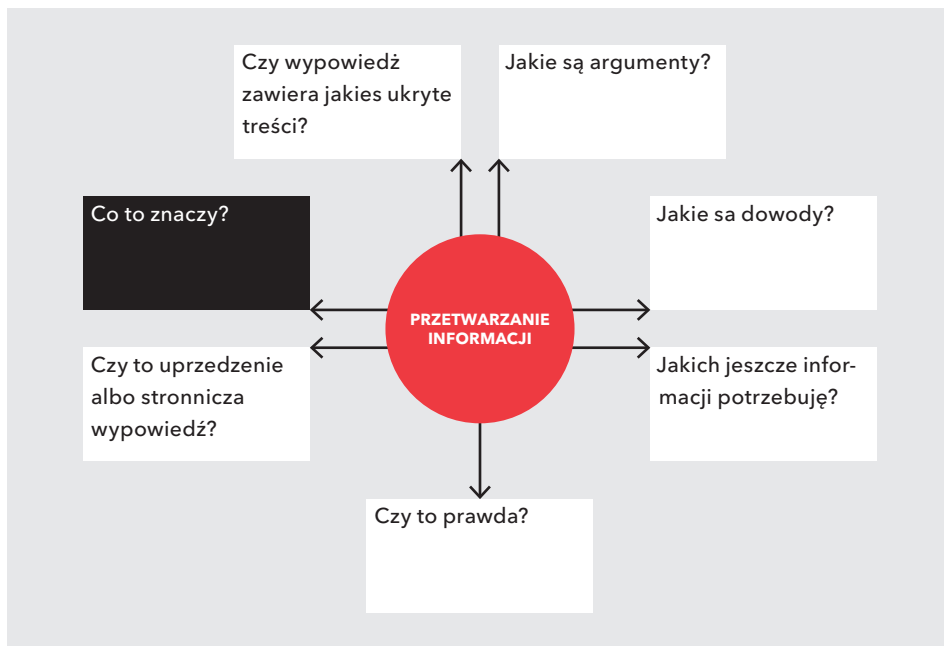 Czy wypowiedź
zawiera jakies ukryte
treści?
Jakie są argumenty?
Co to znaczy?
Jakie sa dowody?
PRZETWARZANIE
INFORMACJI
Czy to uprzedzenie
albo stronnicza
wypowiedź?
Jakich jeszcze infor-
macji potrzebuję?
Czy to prawda?